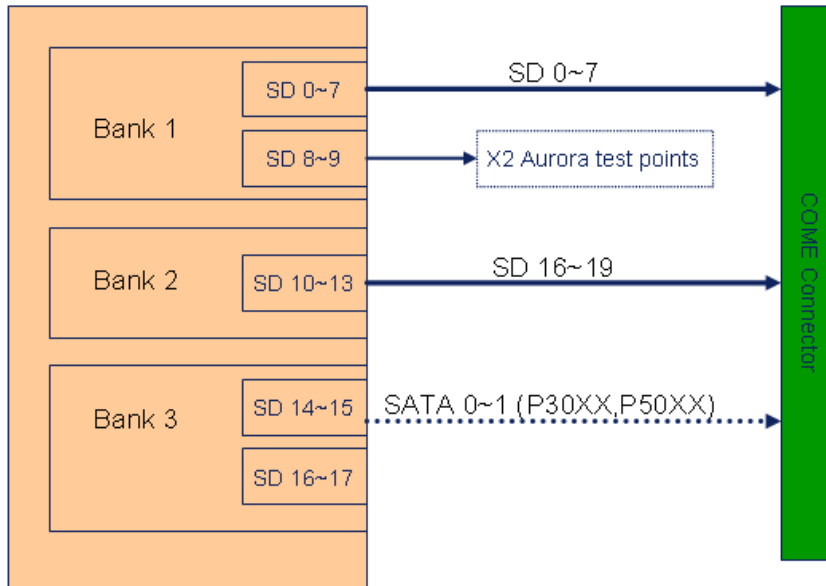 SD 0~7
SD 0~7
Bank 1
SD 8~9
X2 Aurora test points
SD 16~19
Bank 2
SD 10~13
COME Connector
SD 14~15
SATA 0~1 (P30XX,P50XX)
Bank 3
SD 16~17